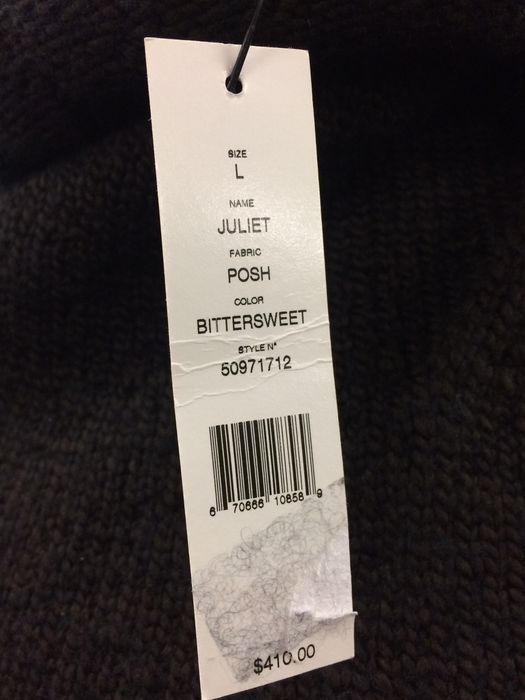 SIZE
L
NAME
JULIET
FABRIC
POSH
COLOR
BITTERSWEET
STYLE N°
50971712
6 70666 10858 9
$410.00